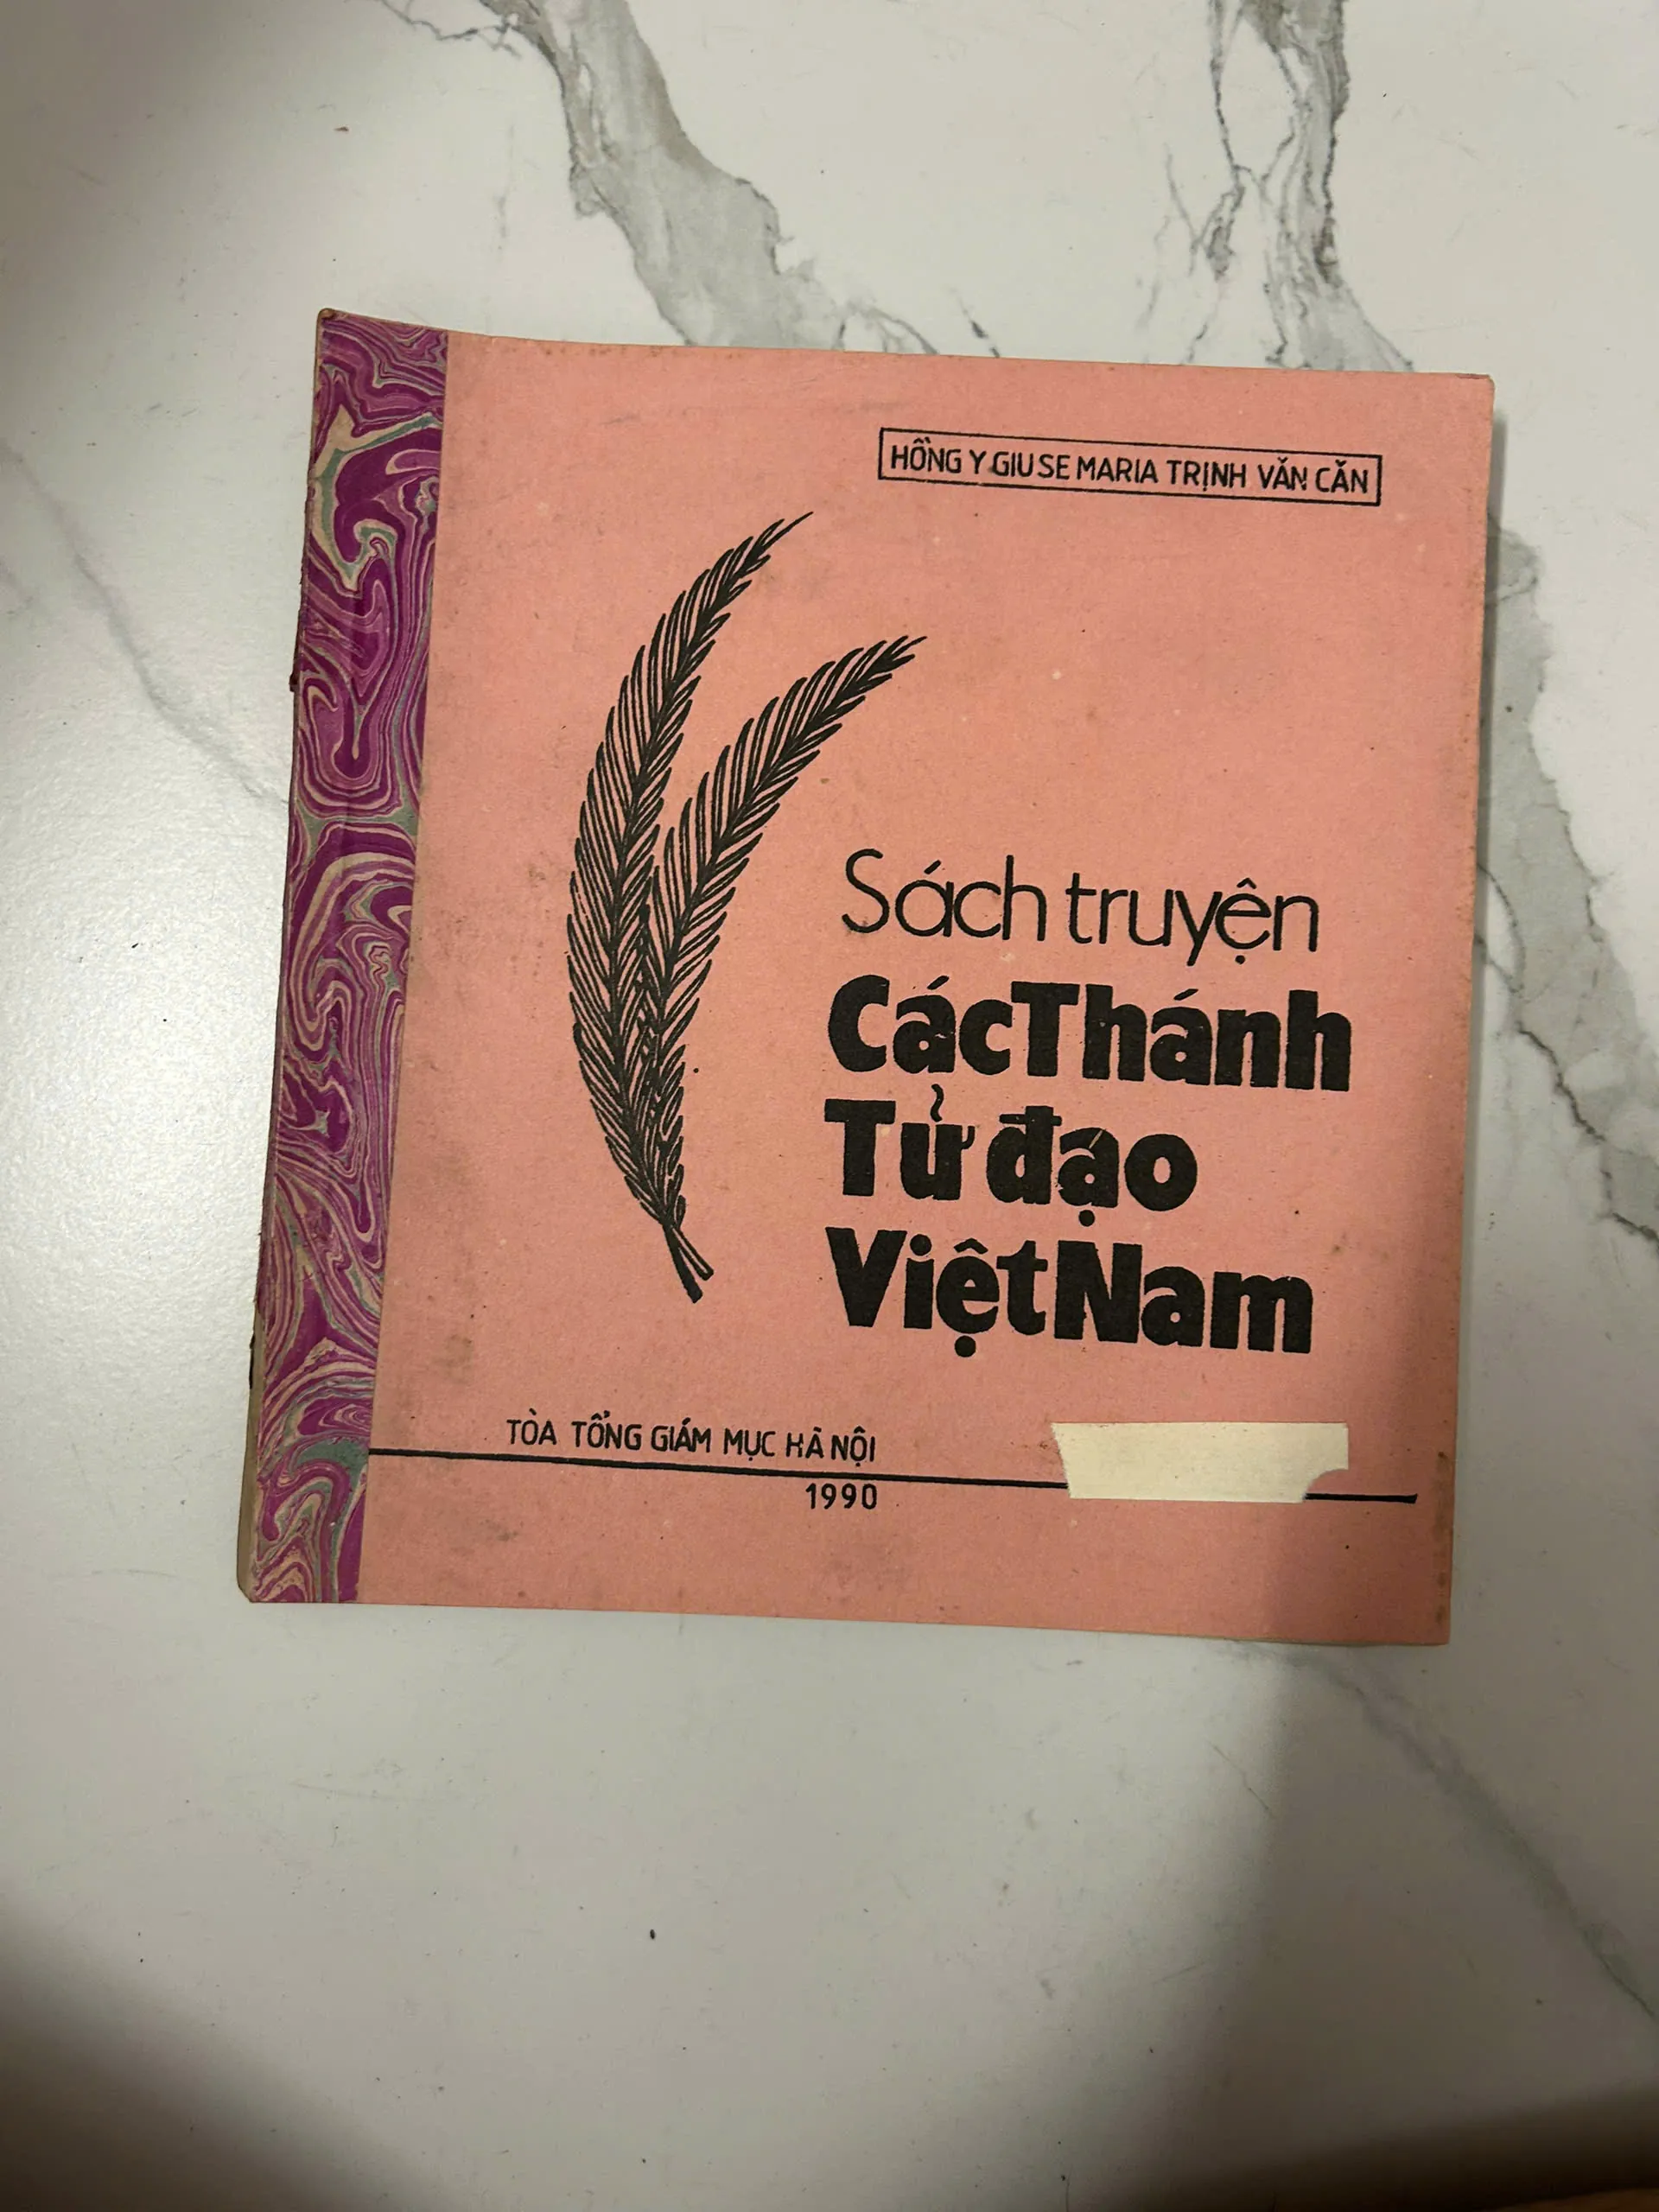 HỒNG Y GIUSE MARIA TRỊNH VĂN CĂN
Sách truyện
Các Thánh
Tử đạo
Việt Nam
TÒA TỔNG GIÁM MỤC HÀ NỘI
1990